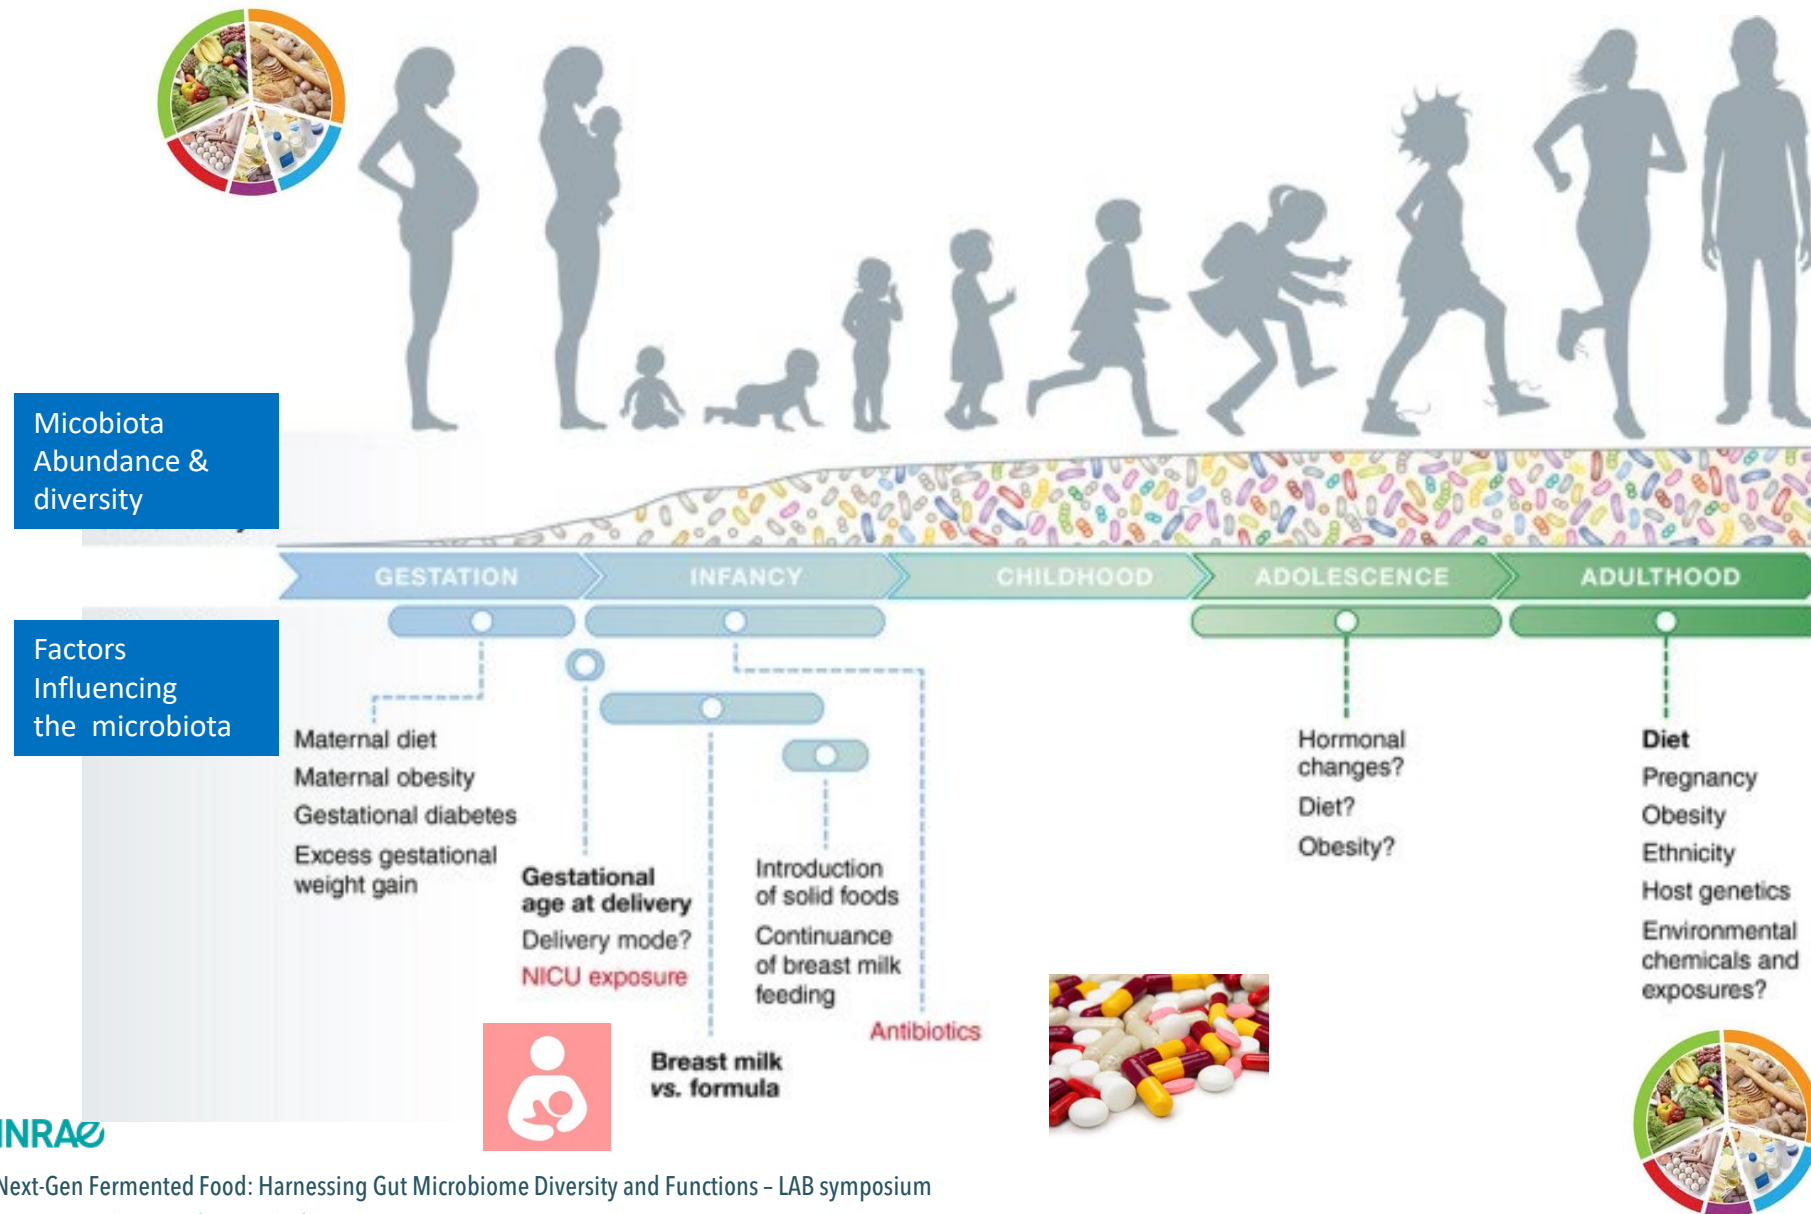 Micobiota
Abundance &
diversity
GESTATION
INFANCY
CHILDHOOD
ADOLESCENCE
ADULTHOOD
Factors
Influencing
the microbiota
Maternal diet
Maternal obesity
Gestational diabetes
Excess gestational
weight gain
Gestational
age at delivery
Delivery mode?
NICU exposure
Breast milk
vs. formula
Introduction
of solid foods
Continuance
of breast milk
feeding
Antibiotics
Hormonal
changes?
Diet?
Obesity?
Diet
Pregnancy
Obesity
Ethnicity
Host genetics
Environmental
chemicals and
exposures?
INRAE
Next-Gen Fermented Food: Harnessing Gut Microbiome Diversity and Functions – LAB symposium